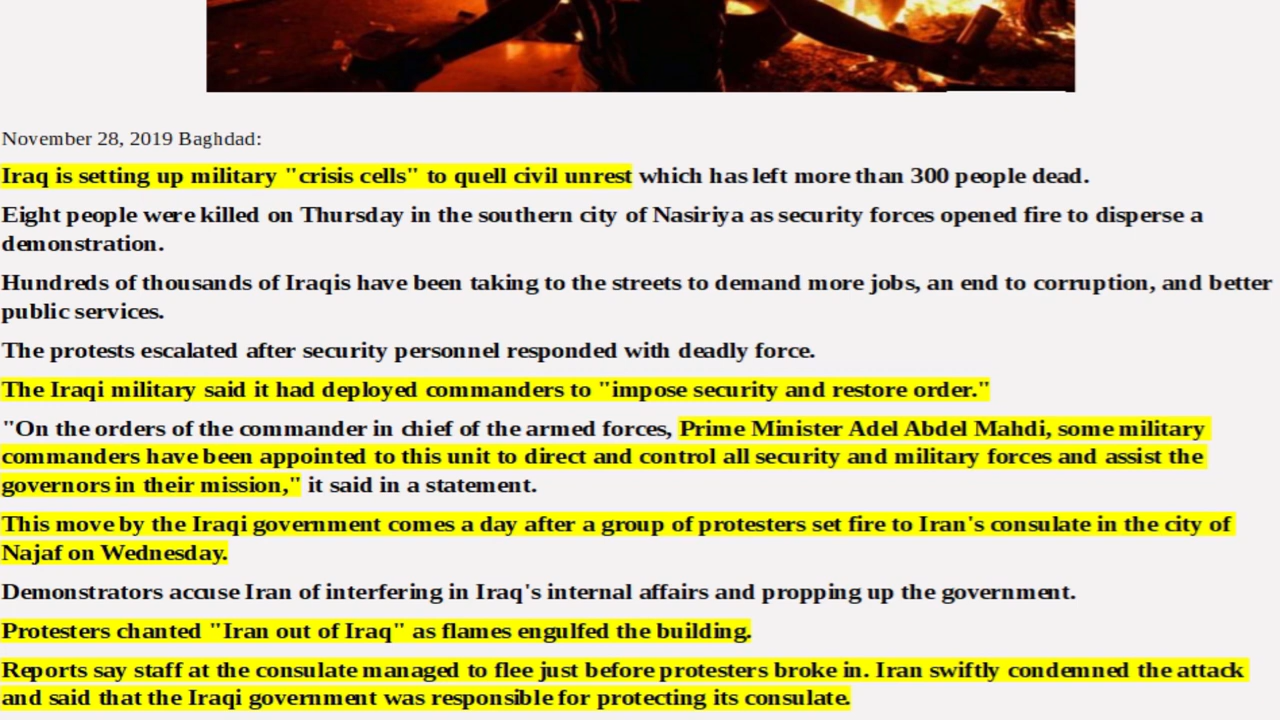 November 28, 2019 Baghdad:
Iraq is setting up military "crisis cells" to quell civil unrest which has left more than 300 people dead.
Eight people were killed on Thursday in the southern city of Nasiriya as security forces opened fire to disperse a
demonstration.
Hundreds of thousands of Iraqis have been taking to the streets to demand more jobs, an end to corruption, and better
public services.
The protests escalated after security personnel responded with deadly force.
The Iraqi military said it had deployed commanders to "impose security and restore order."
"On the orders of the commander in chief of the armed forces, Prime Minister Adel Abdel Mahdi, some military
commanders have been appointed to this unit to direct and control all security and military forces and assist the
governors in their mission," it said in a statement.
This move by the Iraqi government comes a day after a group of protesters set fire to Iran's consulate in the city of
Najaf on Wednesday.
Demonstrators accuse Iran of interfering in Iraq's internal affairs and propping up the government.
Protesters chanted "Iran out of Iraq" as flames engulfed the building.
Reports say staff at the consulate managed to flee just before protesters broke in. Iran swiftly condemned the attack
and said that the Iraqi government was responsible for protecting its consulate.